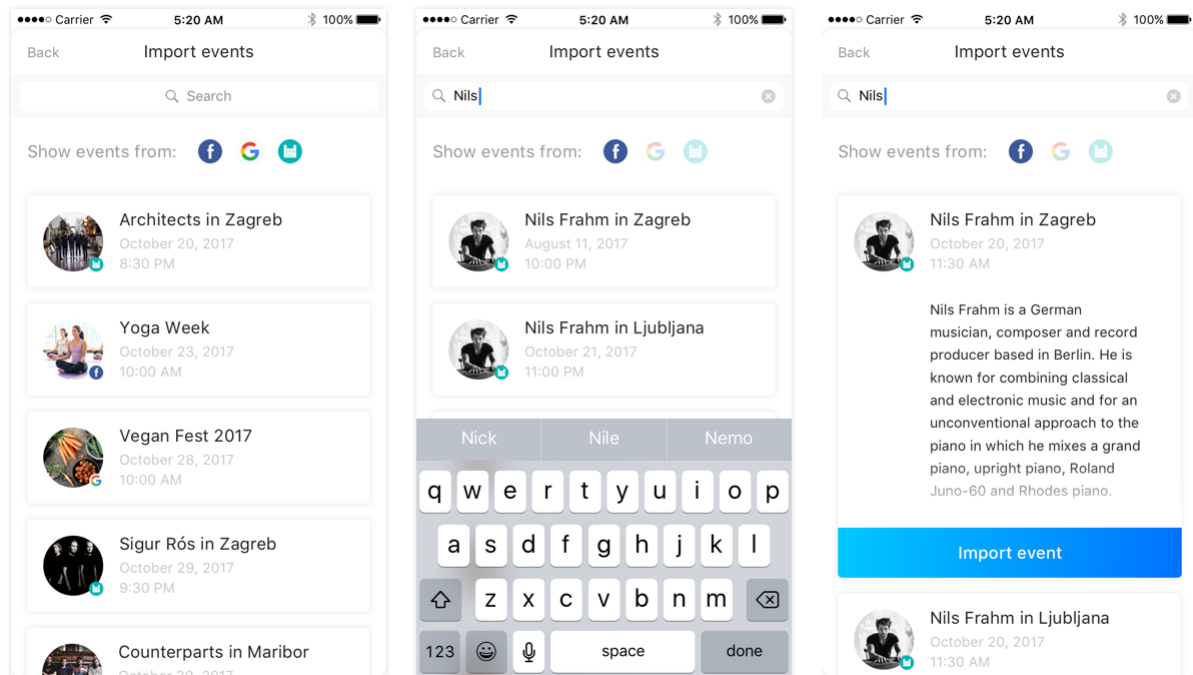 Carrier 5:20 AM 100%
Back Import events
Search
Show events from: f G
Architects in Zagreb
October 20, 2017
8:30 PM
Yoga Week
October 23, 2017
10:00 AM
f
Vegan Fest 2017
October 28, 2017
10:00 AM
G
Sigur Rós in Zagreb
October 29, 2017
9:30 PM
Counterparts in Maribor
Carrier 5:20 AM 100%
Back Import events
Nils
Show events from: f G
Nils Frahm in Zagreb
August 11, 2017
10:00 PM
Nils Frahm in Ljubljana
October 21, 2017
11:00 PM
Nick Nile Nemo
q w e r t y u i o p
a s d f g h j k l
z x c v b n m
123 space done
Carrier 5:20 AM 100%
Back Import events
Nils
Show events from: f G
Nils Frahm in Zagreb
October 20, 2017
11:30 AM
Nils Frahm is a German
musician, composer and record
producer based in Berlin. He is
known for combining classical
and electronic music and for an
unconventional approach to the
piano in which he mixes a grand
piano, upright piano, Roland
Juno-60 and Rhodes piano.
Import event
Nils Frahm in Ljubljana
October 20, 2017
11:30 AM